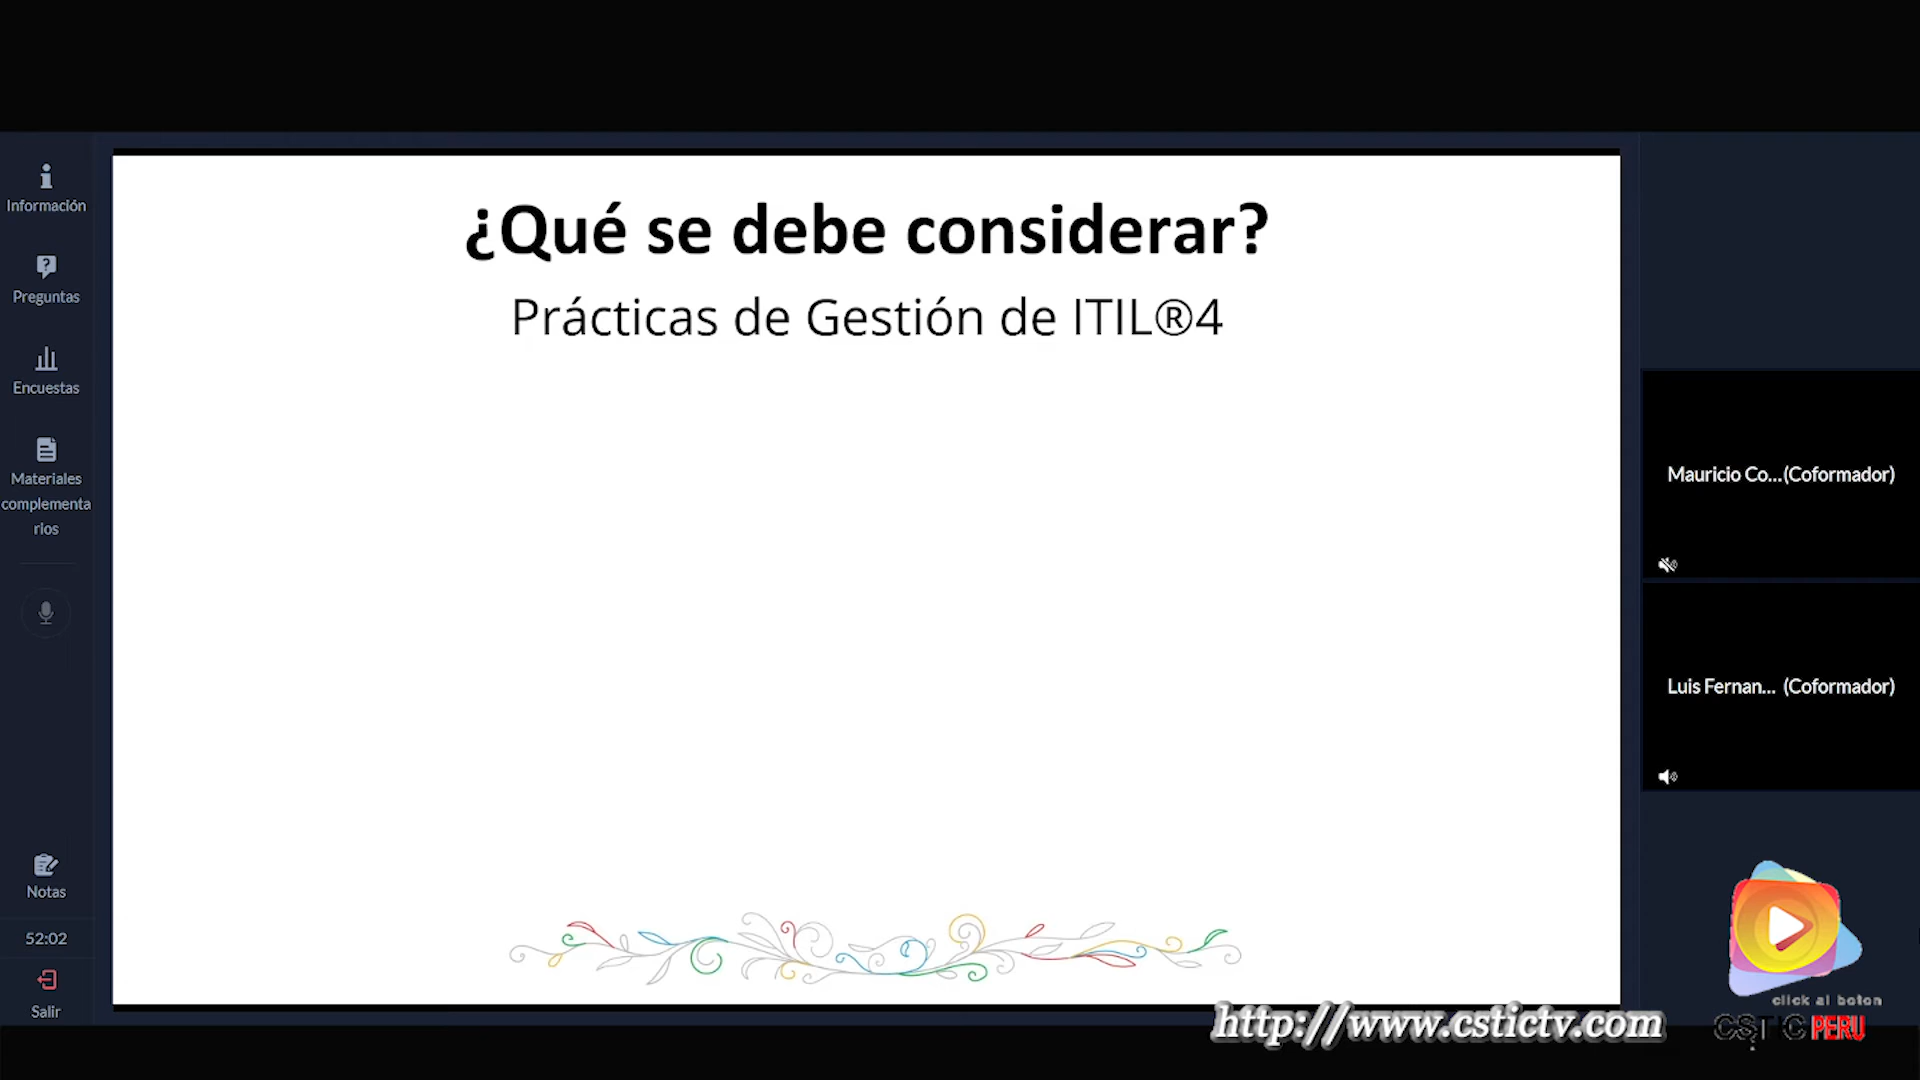 Información
Preguntas
Encuestas
Materiales
complementa
rios
Notas
52:02
Salir
¿Qué se debe considerar?
Prácticas de Gestión de ITIL®4
Mauricio Co...(Coformador)
Luis Fernan... (Coformador)
click al boton
CSTIC PERU
http://www.cstictv.com